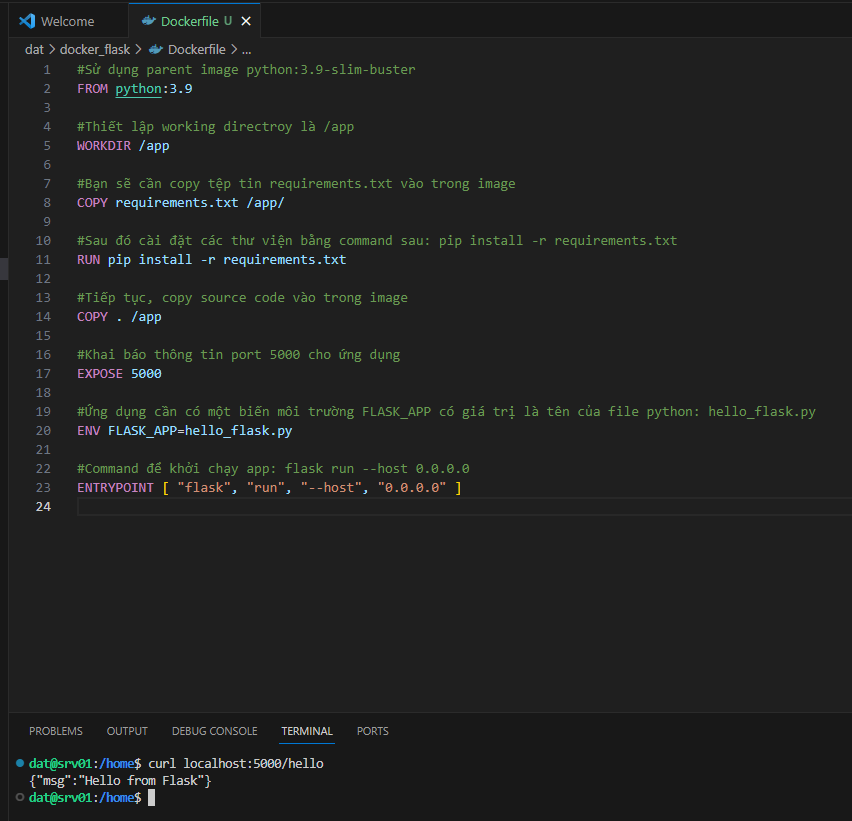 Welcome
Dockerfile U
dat > docker_flask > Dockerfile > ...
1 #Sử dụng parent image python:3.9-slim-buster
2 FROM python:3.9
3
4 #Thiết lập working directroy là /app
5 WORKDIR /app
6
7 #Bạn sẽ cần copy tệp tin requirements.txt vào trong image
8 COPY requirements.txt /app/
9
10 #Sau đó cài đặt các thư viện bằng command sau: pip install -r requirements.txt
11 RUN pip install -r requirements.txt
12
13 #Tiếp tục, copy source code vào trong image
14 COPY . /app
15
16 #Khai báo thông tin port 5000 cho ứng dụng
17 EXPOSE 5000
18
19 #Ứng dụng cần có một biến môi trường FLASK_APP có giá trị là tên của file python: hello_flask.py
20 ENV FLASK_APP=hello_flask.py
21
22 #Command để khởi chạy app: flask run --host 0.0.0.0
23 ENTRYPOINT [ "flask", "run", "--host", "0.0.0.0" ]
24
PROBLEMS OUTPUT DEBUG CONSOLE TERMINAL PORTS
dat@srv01:/home$ curl localhost:5000/hello
{"msg":"Hello from Flask"}
dat@srv01:/home$